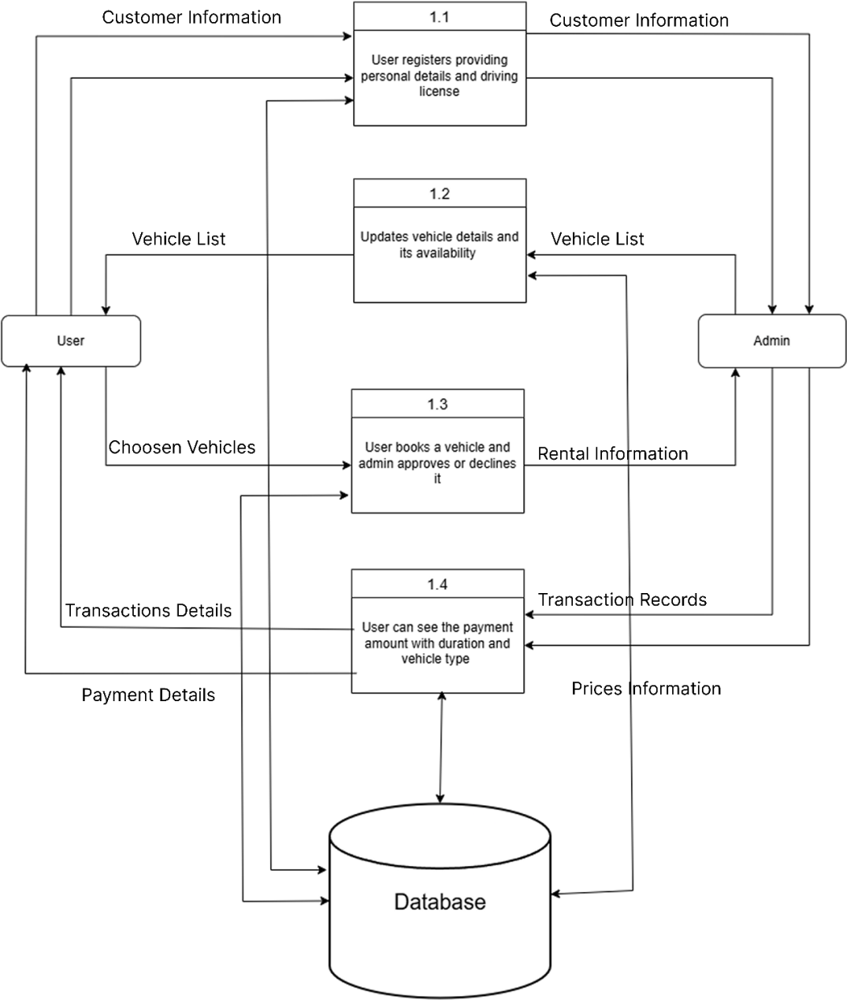 Customer Information
1.1
Customer Information
User registers providing
personal details and driving
license
1.2
Vehicle List
Updates vehicle details and
its availability
Vehicle List
User
Admin
1.3
Choosen Vehicles
User books a vehicle and
admin approves or declines
it
Rental Information
1.4
Transactions Details
User can see the payment
amount with duration and
vehicle type
Transaction Records
Payment Details
Prices Information
Database